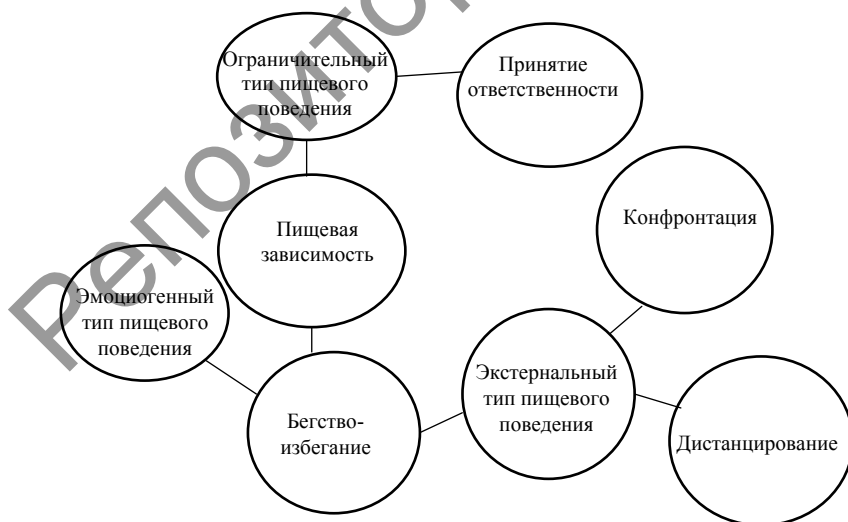 Ограничительный
тип пищевого
поведения
Принятие
ответственности
Пищевая
зависимость
Конфронтация
Эмоциогенный
тип пищевого
поведения
Экстернальный
тип пищевого
поведения
Бегство-
избегание
Дистанцирование
Репозитор